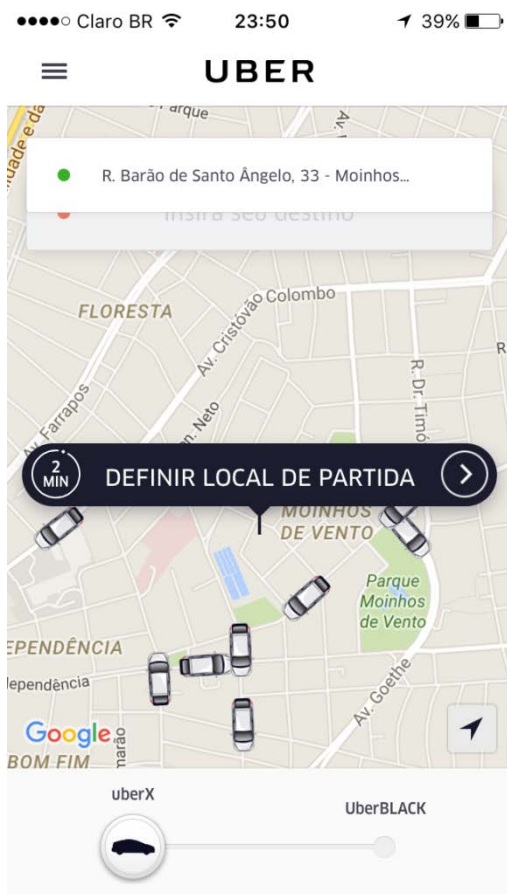 Claro BR
23:50
39%
UBER
Parque
R. Barão de Santo Ângelo, 33 - Moinhos...
Insira seu destino
FLORESTA
Av. Cristóvão Colombo
Av. Farrapos
Neto
R. Dr. Timó
R
2
MIN
DEFINIR LOCAL DE PARTIDA
MOINHOS
DE VENTO
Parque
Moinhos
de Vento
EPENDÊNCIA
lependência
Av. Goethe
Google
marão
BOM FIM
uberX
UberBLACK